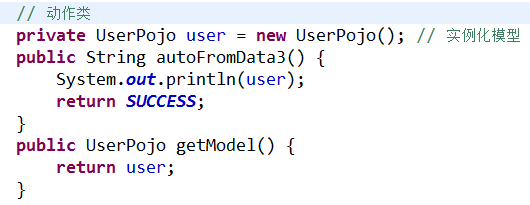 // 动作类
private UserPojo user = new UserPojo(); // 实例化模型
public String autoFromData3() {
    System.out.println(user);
    return SUCCESS;
}
public UserPojo getModel() {
    return user;
}